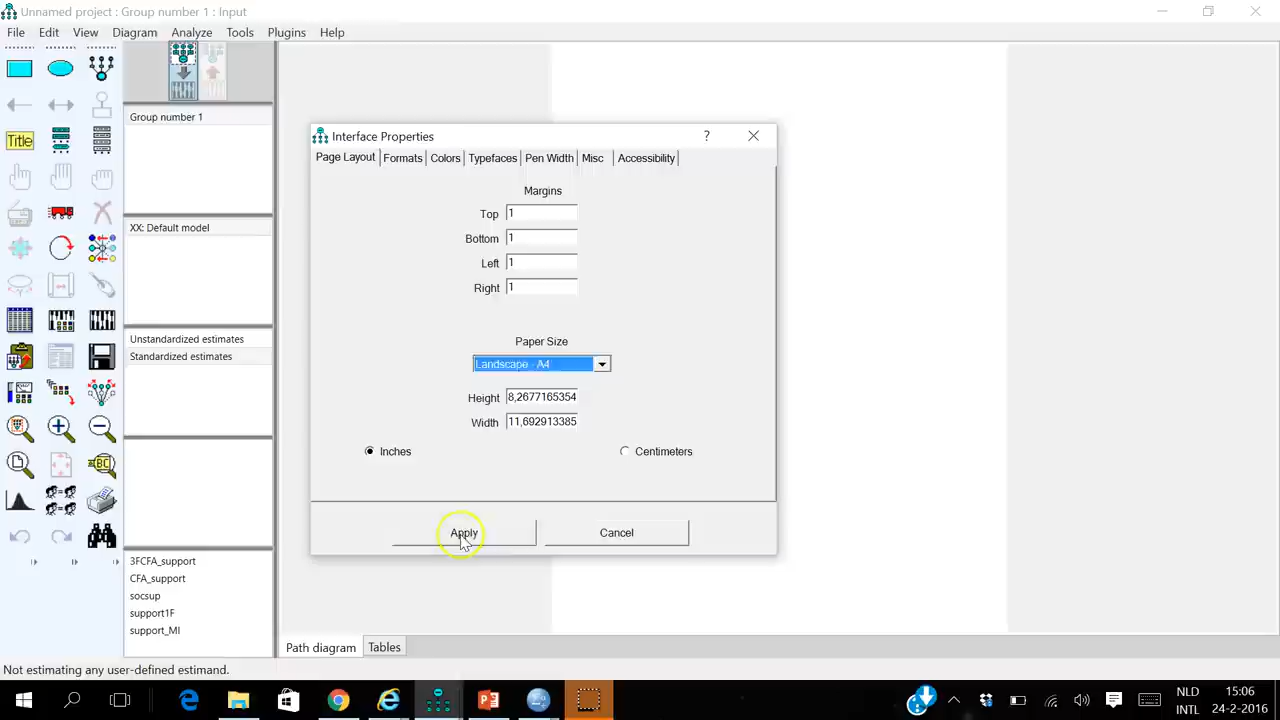 Unnamed project : Group number 1 : Input
File Edit View Diagram Analyze Tools Plugins Help
Title
Group number 1
XX: Default model
Unstandardized estimates
Standardized estimates
3FCFA_support
CFA_support
socsup
support1F
support_MI
Interface Properties
?
Page Layout Formats Colors Typefaces Pen Width Misc Accessibility
Margins
Top 1
Bottom 1
Left 1
Right 1
Paper Size
Landscape - A4
Height 8,2677165354
Width 11,692913385
Inches Centimeters
Apply Cancel
Path diagram Tables
Not estimating any user-defined estimand.
NLD 15:06
INTL 24-2-2016